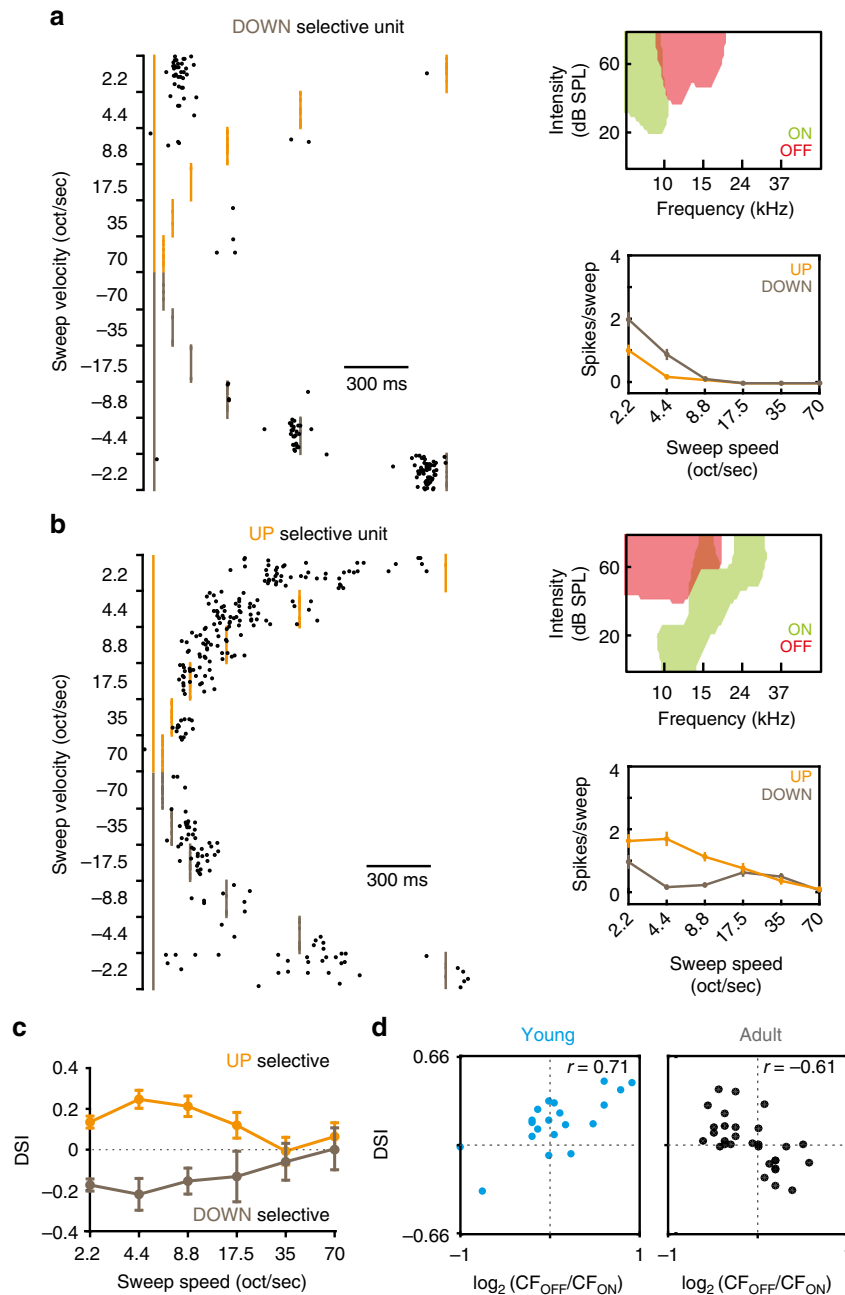 a
DOWN selective unit
Sweep velocity (oct/sec)
2.2
4.4
8.8
17.5
35
70
−70
−35
−17.5
−8.8
−4.4
−2.2
300 ms
Intensity
(dB SPL)
60
20
ON
OFF
10 15 24 37
Frequency (kHz)
Spikes/sweep
4
2
0
UP
DOWN
2.2 4.4 8.8 17.5 35 70
Sweep speed
(oct/sec)
b
UP selective unit
Sweep velocity (oct/sec)
2.2
4.4
8.8
17.5
35
70
−70
−35
−17.5
−8.8
−4.4
−2.2
300 ms
Intensity
(dB SPL)
60
20
ON
OFF
10 15 24 37
Frequency (kHz)
Spikes/sweep
4
2
0
UP
DOWN
2.2 4.4 8.8 17.5 35 70
Sweep speed
(oct/sec)
c
DSI
0.4
0.2
0
−0.2
−0.4
UP selective
DOWN selective
2.2 4.4 8.8 17.5 35 70
Sweep speed (oct/sec)
d
Young
DSI
0.66
−0.66
r = 0.71
−1 1
log2 (CFOFF/CFON)
Adult
r = −0.61
−1 1
log2 (CFOFF/CFON)